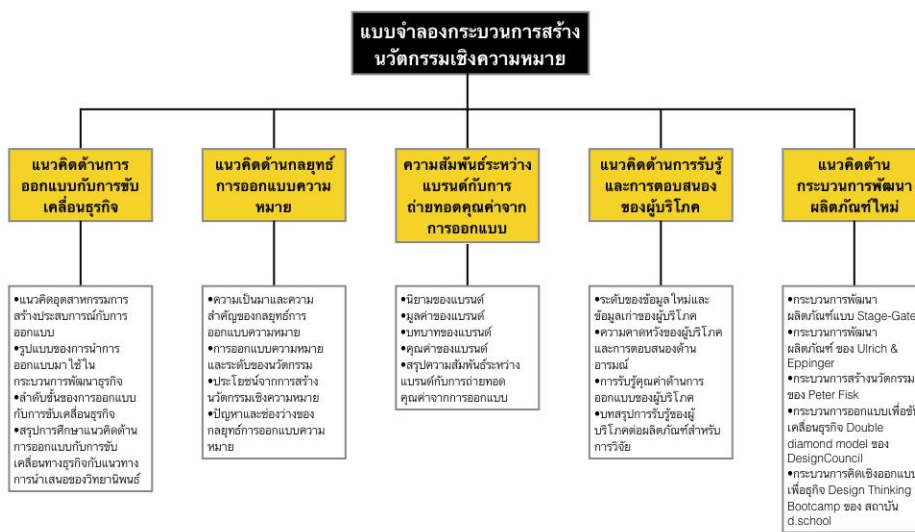 แบบจำลองกระบวนการสร้าง
นวัตกรรมเชิงความหมาย
แนวคิดด้านการ
ออกแบบกับการขับ
เคลื่อนธุรกิจ
•แนวคิดอุตสาหกรรมการ
สร้างประสบการณ์กับการ
ออกแบบ
•รูปแบบของการนำการ
ออกแบบมาใช้ใน
กระบวนการพัฒนาธุรกิจ
•ลำดับขั้นของการออกแบบ
กับการขับเคลื่อนธุรกิจ
•สรุปการศึกษาแนวคิดด้าน
การออกแบบกับการขับ
เคลื่อนทางธุรกิจกับแนวทาง
การนำเสนอของวิทยานิพนธ์
แนวคิดด้านกลยุทธ์
การออกแบบความ
หมาย
•ความเป็นมาและความ
สำคัญของกลยุทธ์การ
ออกแบบความหมาย
•การออกแบบความหมาย
และระดับของนวัตกรรม
•ประโยชน์จากการสร้าง
นวัตกรรมเชิงความหมาย
•ปัญหาและช่องว่างของ
กลยุทธ์การออกแบบความ
หมาย
ความสัมพันธ์ระหว่าง
แบรนด์กับการ
ถ่ายทอดคุณค่าจาก
การออกแบบ
•นิยามของแบรนด์
•มูลค่าของแบรนด์
•บทบาทของแบรนด์
•คุณค่าของแบรนด์
•สรุปความสัมพันธ์ระหว่าง
แบรนด์กับการถ่ายทอด
คุณค่าจากการออกแบบ
แนวคิดด้านการรับรู้
และการตอบสนอง
ของผู้บริโภค
•ระดับของข้อมูล ใหม่และ
ข้อมูลเก่าของผู้บริโภค
•ความคาดหวังของผู้บริโภค
และการตอบสนองด้าน
อารมณ์
•การรับรู้คุณค่าด้านการ
ออกแบบของผู้บริโภค
•บทสรุปการรับรู้ของผู้
บริโภคต่อผลิตภัณฑ์สำหรับ
การวิจัย
แนวคิดด้าน
กระบวนการพัฒนา
ผลิตภัณฑ์ใหม่
•กระบวนการพัฒนา
ผลิตภัณฑ์แบบ Stage-Gate
•กระบวนการพัฒนา
ผลิตภัณฑ์ ของ Ulrich &
Eppinger
•กระบวนการสร้างนวัตกรรม
ของ Peter Fisk
•กระบวนการออกแบบเพื่อขับ
เคลื่อนธุรกิจ Double
diamond model ของ
DesignCouncil
•กระบวนการคิดเชิงออกแบบ
เพื่อธุกิจ Design Thinking
Bootcamp ของ สถาบัน
d.school